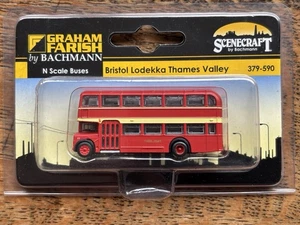 GRAHAM
FARISH
by BACHMANN
SCENECRAFT
by Bachmann
N Scale Buses
Bristol Lodekka Thames Valley
379-590